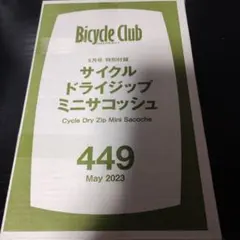 Bicycle Club
5月号 特別付録
サイクル
ドライジップ
ミニサコッシュ
Cycle Dry Zip Mini Sacoche
449
May 2023